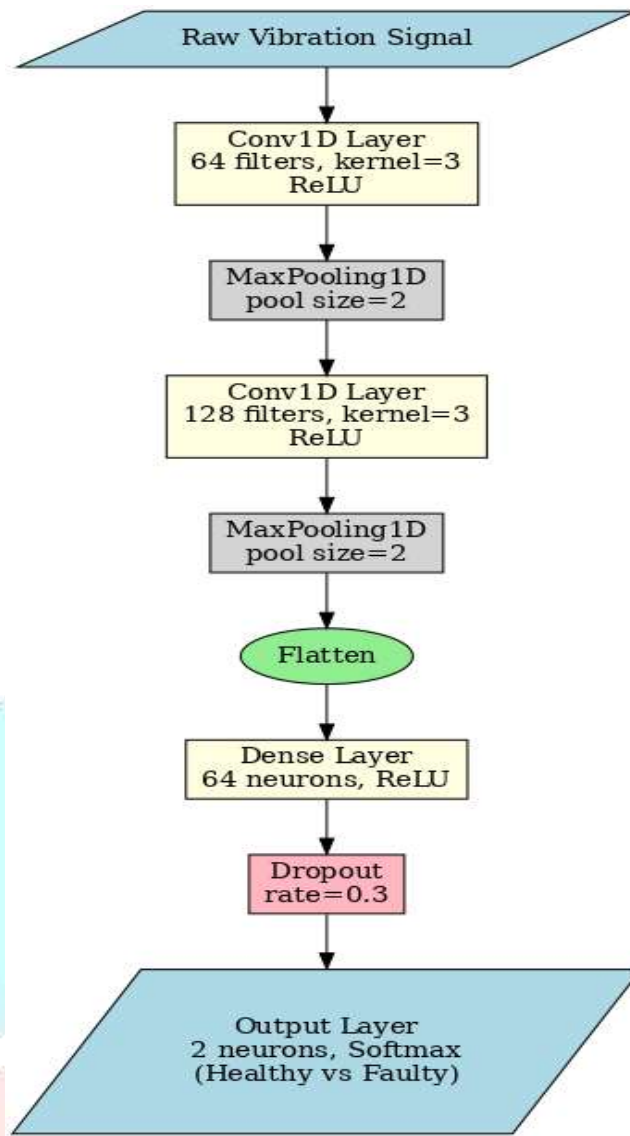 Raw Vibration Signal
Conv1D Layer
64 filters, kernel=3
ReLU
MaxPooling1D
pool size=2
Conv1D Layer
128 filters, kernel=3
ReLU
MaxPooling1D
pool size=2
Flatten
Dense Layer
64 neurons, ReLU
Dropout
rate=0.3
Output Layer
2 neurons, Softmax
(Healthy vs Faulty)